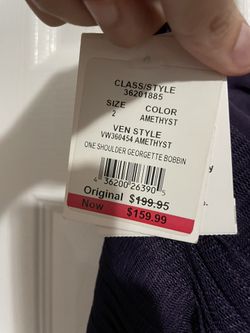 CLASS/STYLE
36201885
SIZE COLOR
2 AMETHYST
VEN STYLE
VW360454 AMETHYST
ONE SHOULDER GEORGETTE BOBBIN
4 36200 26390 5
Original $199.95
Now $159.99